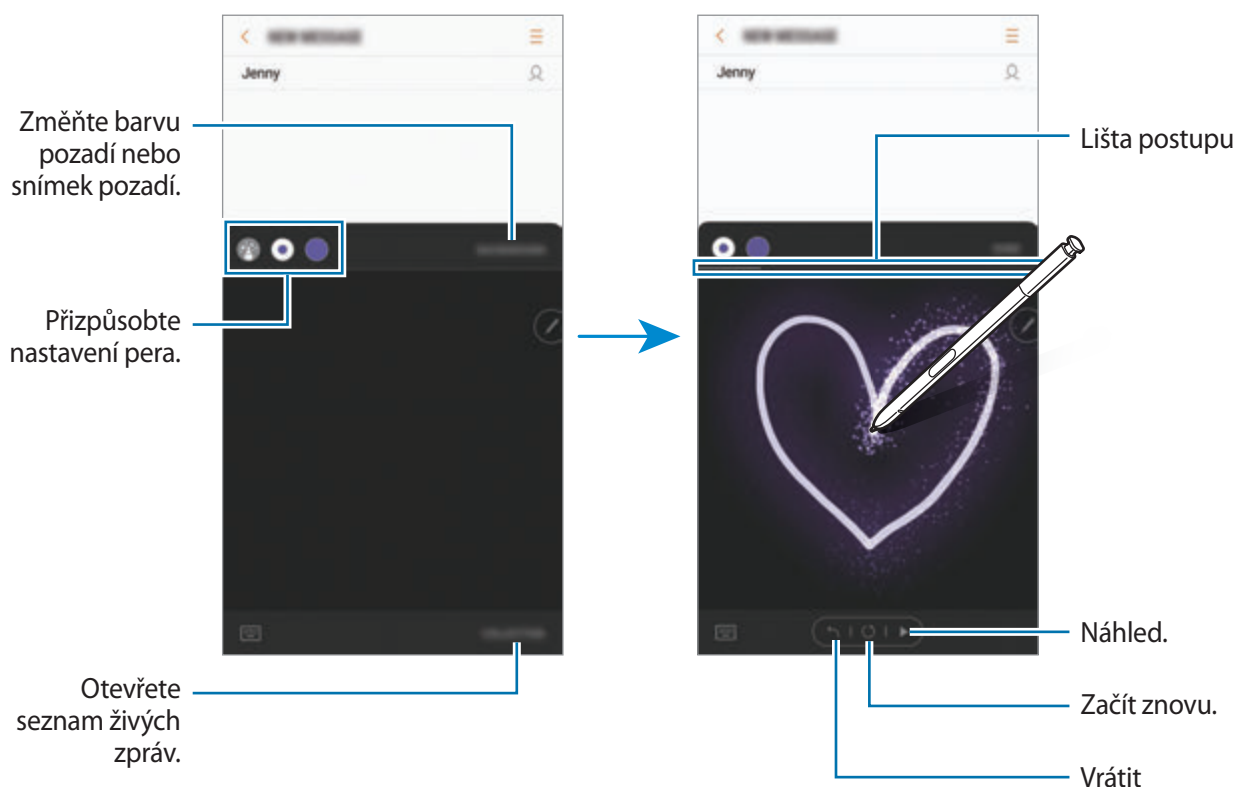 Jenny
Jenny
Změňte barvu
pozadí nebo
snímek pozadí.
Přizpůsobte
nastavení pera.
Otevřete
seznam živých
zpráv.
Lišta postupu
Náhled.
Začít znovu.
Vrátit